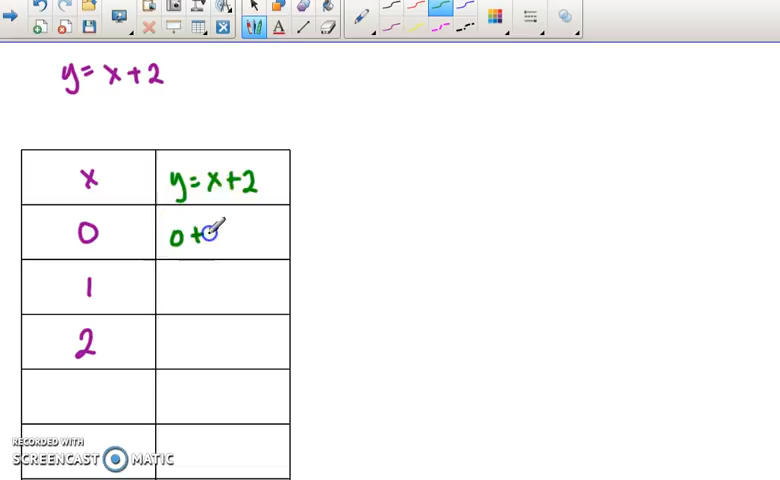 y = x + 2
x y = x + 2
0 0 +
1
2
RECORDED WITH
SCREENCAST MATIC